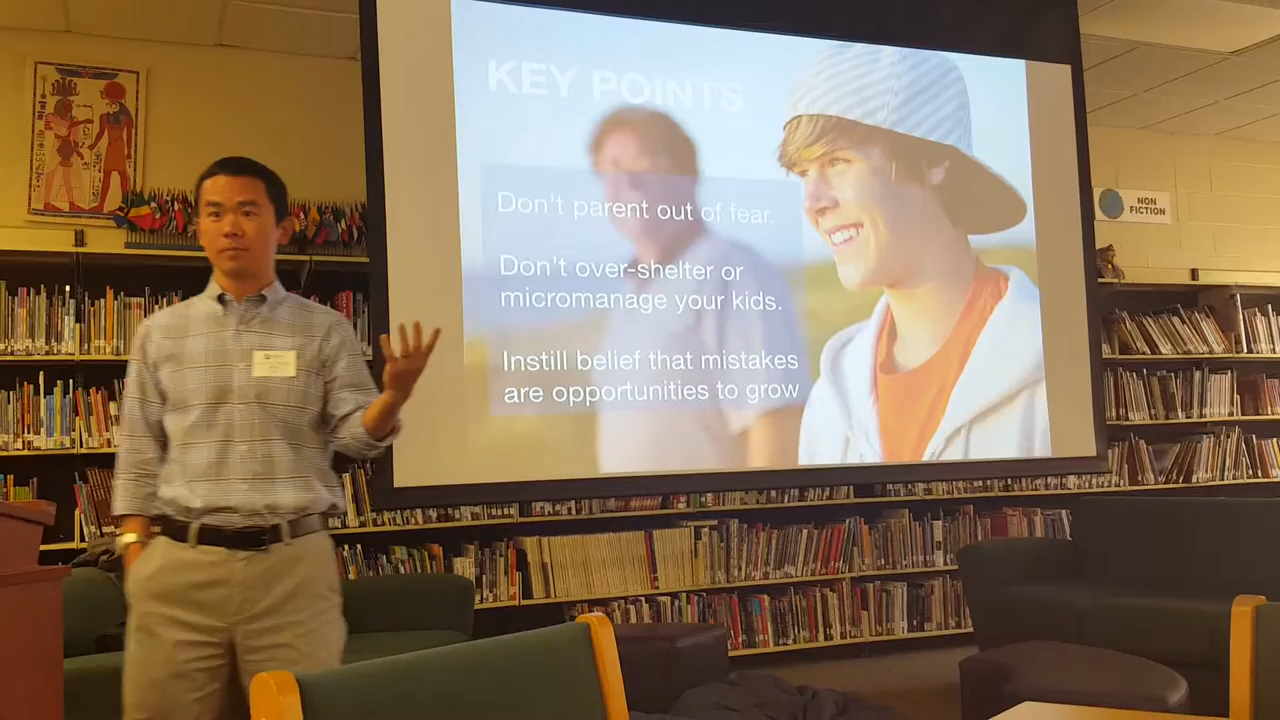 KEY POINTS
Don't parent out of fear.
Don't over-shelter or
micromanage your kids.
Instill belief that mistakes
are opportunities to grow
NON
FICTION